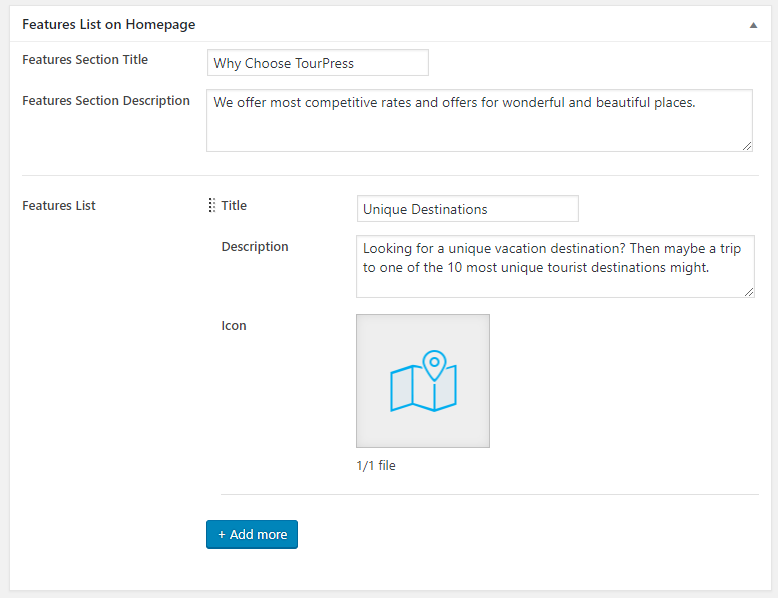 Features List on Homepage
Features Section Title
Why Choose TourPress
Features Section Description
We offer most competitive rates and offers for wonderful and beautiful places.
Features List
Title
Unique Destinations
Description
Looking for a unique vacation destination? Then maybe a trip
to one of the 10 most unique tourist destinations might.
Icon
1/1 file
+ Add more